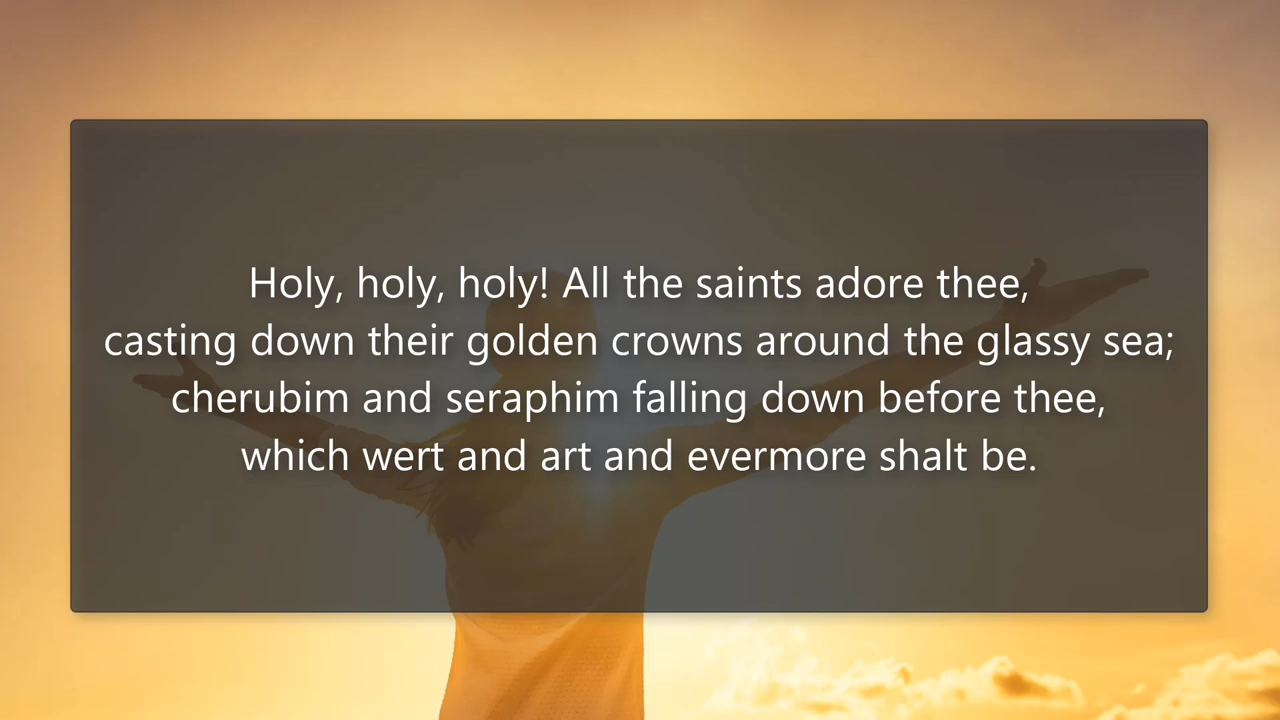 Holy, holy, holy! All the saints adore thee,
casting down their golden crowns around the glassy sea;
cherubim and seraphim falling down before thee,
which wert and art and evermore shalt be.